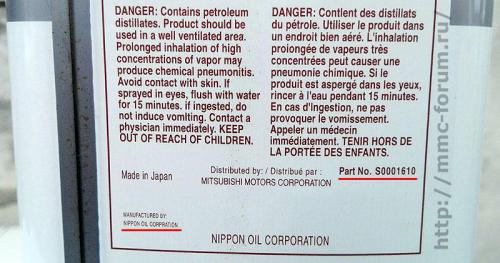 DANGER: Contains petroleum
distillates. Product should be
used in a well ventilated area.
Prolonged inhalation of high
concentrations of vapor may
produce chemical pneumonitis.
Avoid contact with skin. If
sprayed in eyes, flush with water
for 15 minutes. if ingested, do
not induce vomlting. Contact a
physician immediately. KEEP
OUT OF REACH OF CHILDREN.
DANGER: Contlent des distillats
du pétrole. Utiliser le produit dans
un endroit bien aéré. L'inhalation
proiongée de vapeurs très
concentrées peut causer une
pneumonie chimique. Si le
produit est aspergé dans les yeux,
rincer à l'eau pendant 15 minutes.
En cas d'ingestion, ne pas
provoquer le vomissement.
Appeler un médecin
immédiatement. TENIR HORS DE
LA PORTÉE DES ENFANTS.
Made in Japan
Distributed by: / Distribué par :
MITSUBISHI MOTORS CORPORATION
Part No. S0001610
MANUFACTURED BY:
NIPPON OIL CORPRATION
NIPPON OIL CORPORATION
http://mmc-forum.ru/